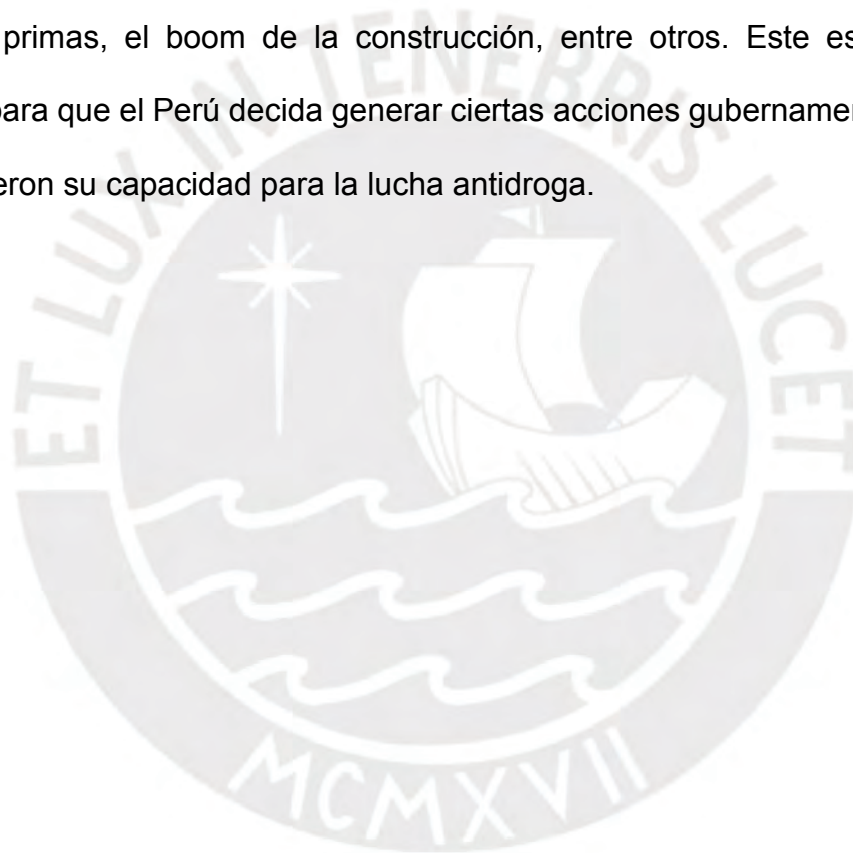 primas, el boom de la construcción, entre otros. Este es
para que el Perú decida generar ciertas acciones gubername
eron su capacidad para la lucha antidroga.
ET LUX IN TENEBRIS LUCET
MCMXVII